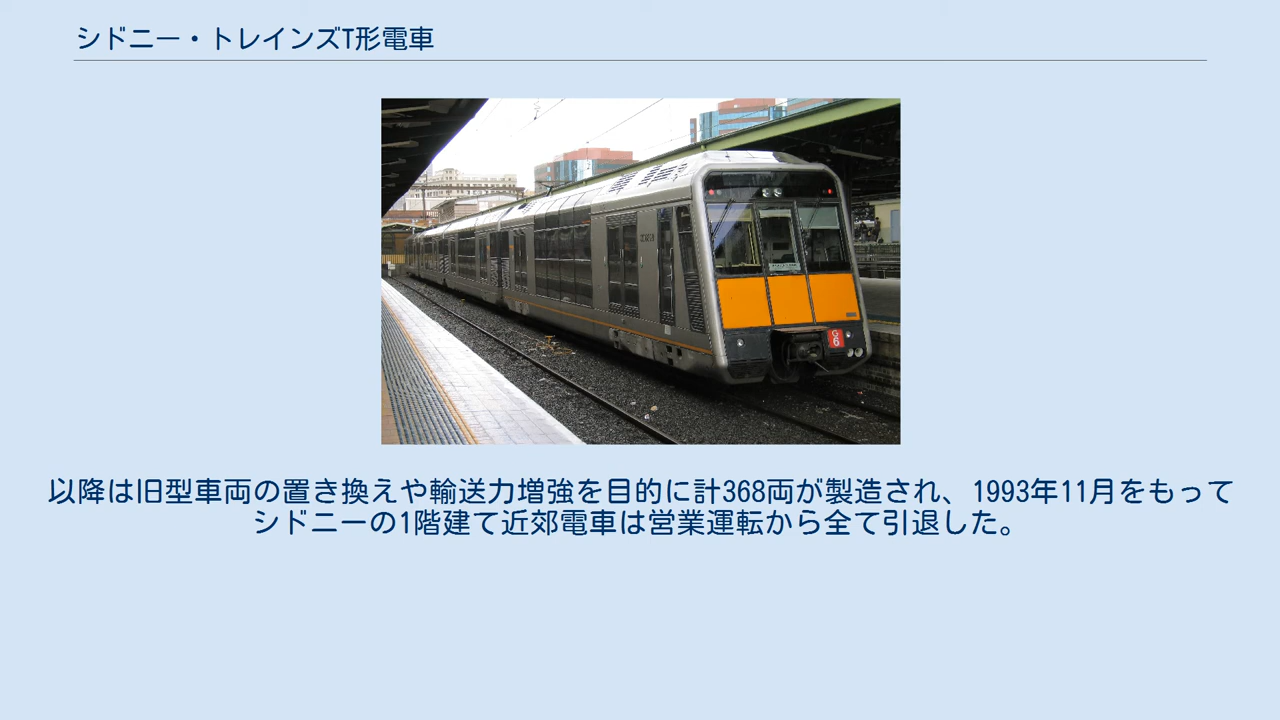 シドニー・トレインズT形電車
G
6
以降は旧型車両の置き換えや輸送力増強を目的に計368両が製造され、1993年11月をもって
シドニーの1階建て近郊電車は営業運転から全て引退した。